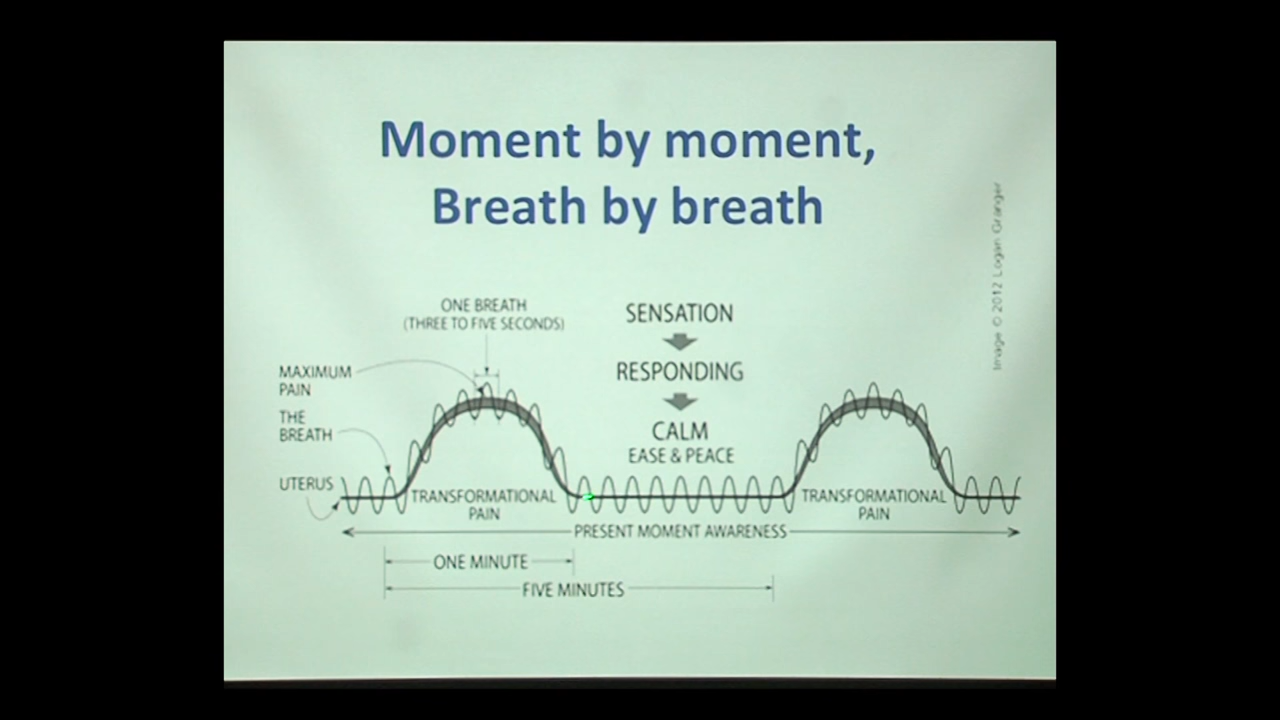 Moment by moment,
Breath by breath
Image © 2012 Logan Granger
ONE BREATH
(THREE TO FIVE SECONDS)
SENSATION
RESPONDING
CALM
EASE & PEACE
MAXIMUM
PAIN
THE
BREATH
UTERUS
TRANSFORMATIONAL
PAIN
TRANSFORMATIONAL
PAIN
PRESENT MOMENT AWARENESS
ONE MINUTE
FIVE MINUTES